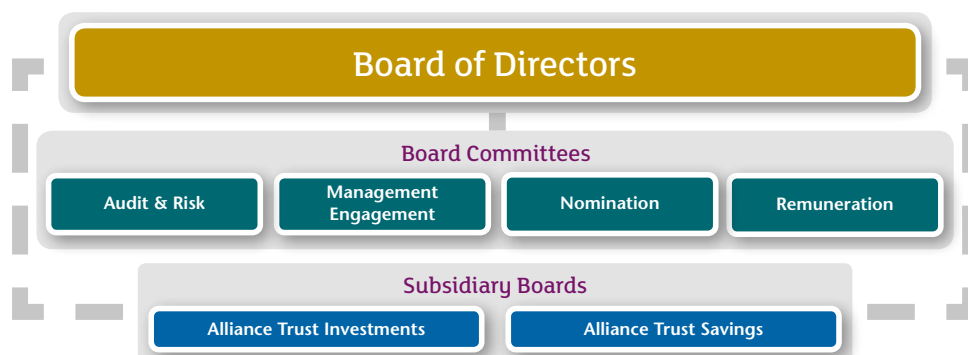 Board of Directors
Board Committees
Audit & Risk
Management
Engagement
Nomination
Remuneration
Subsidiary Boards
Alliance Trust Investments
Alliance Trust Savings